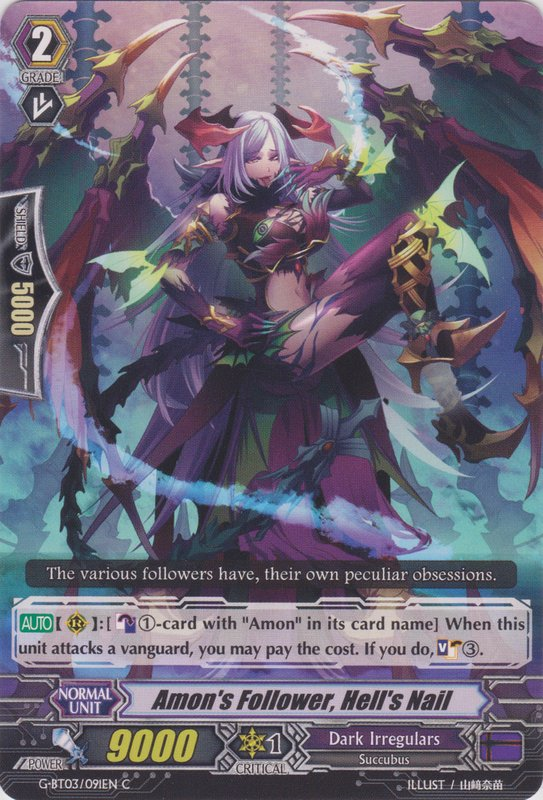 2
GRADE
SHIELD
5000
The various followers have, their own peculiar obsessions.
AUTO【 R 】:[ ①-card with "Amon" in its card name] When this
unit attacks a vanguard, you may pay the cost. If you do, V ③.
NORMAL
UNIT
Amon's Follower, Hell's Nail
POWER
9000
1
CRITICAL
Dark Irregulars
Succubus
G-BT03/091EN C
ILLUST / 山﨑奈苗